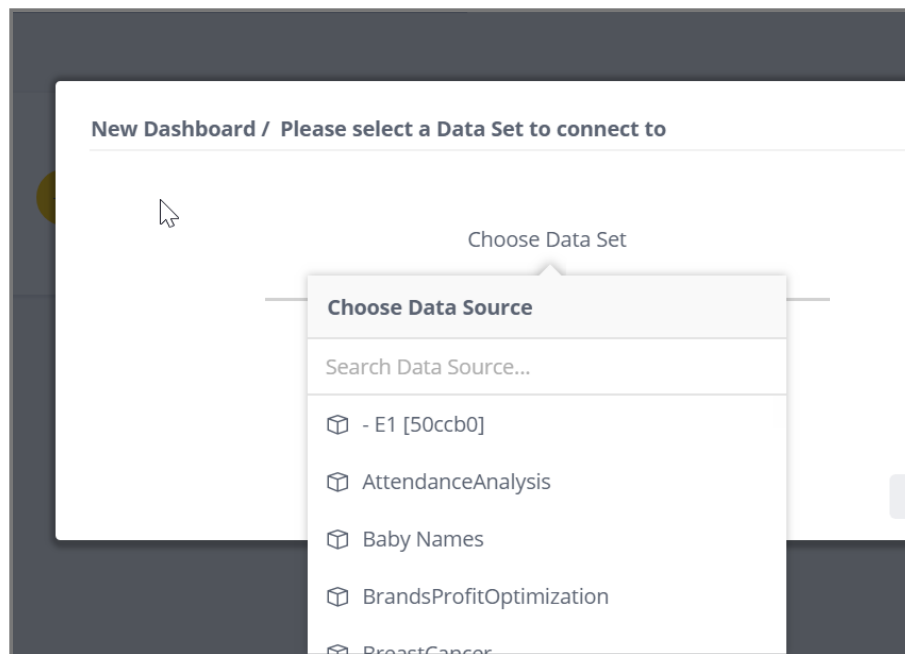 New Dashboard / Please select a Data Set to connect to
Choose Data Set
Choose Data Source
Search Data Source...
- E1 [50ccb0]
AttendanceAnalysis
Baby Names
BrandsProfitOptimization
BreastCancer